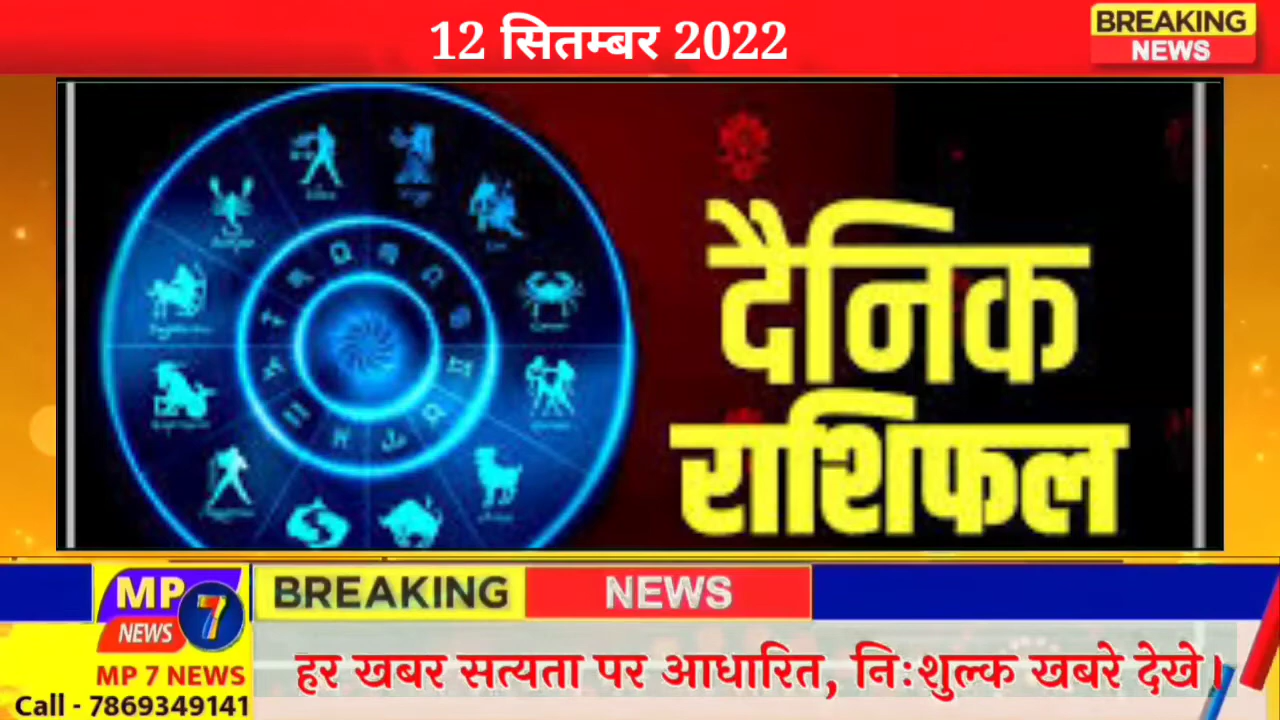 12 सितम्बर 2022
BREAKING
NEWS
दैनिक
राशिफल
MP
NEWS 7
BREAKING NEWS
MP 7 NEWS
हर खबर सत्यता पर आधारित, नि:शुल्क खबरे देखे।
Call - 7869349141